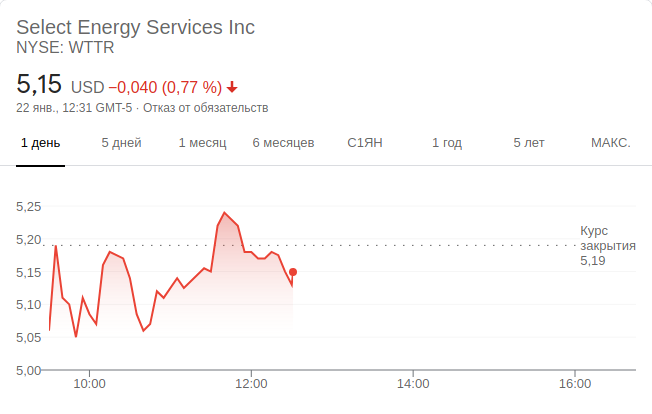 Select Energy Services Inc
NYSE: WTTR
5,15 USD −0,040 (0,77 %)
22 янв., 12:31 GMT-5 · Отказ от обязательств
1 день 5 дней 1 месяц 6 месяцев С1ЯН 1 год 5 лет МАКС.
5,25
5,20
5,15
5,10
5,05
5,00
Курс
закрытия
5,19
10:00 12:00 14:00 16:00